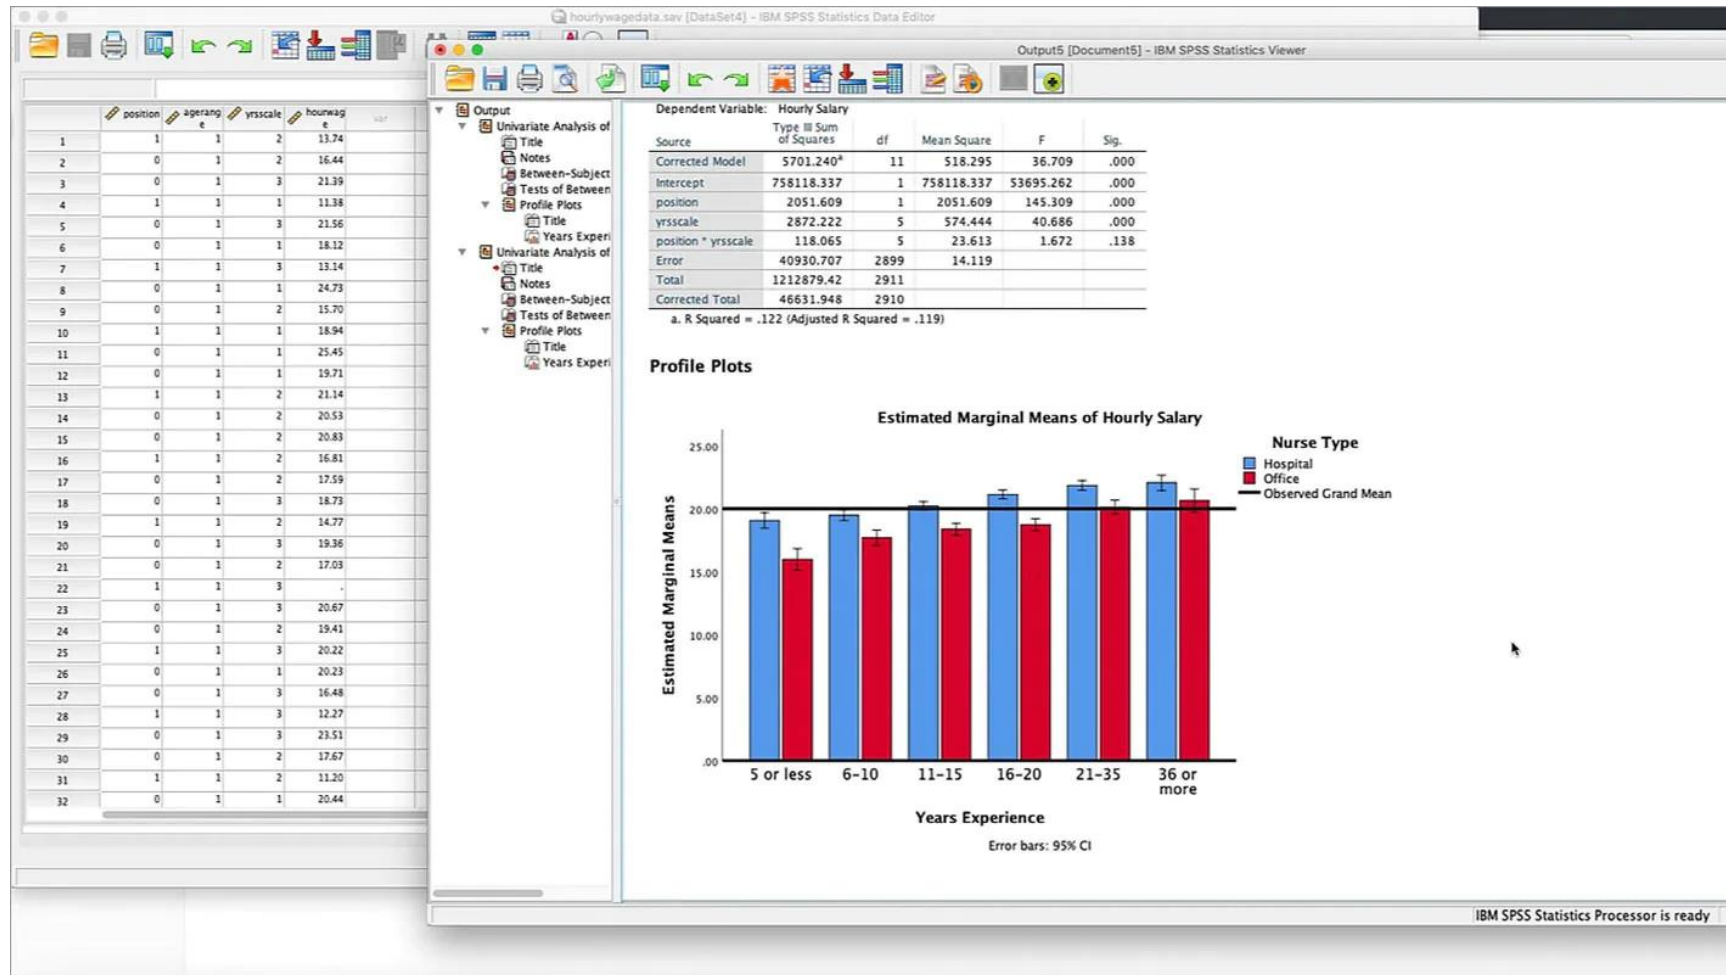 hourlywagedata.sav [DataSet4] - IBM SPSS Statistics Data Editor
Output5 [Document5] - IBM SPSS Statistics Viewer
position agerang e yrsscale hourwag e var
1 1 1 2 13.74
2 0 1 2 16.44
3 0 1 3 21.39
4 1 1 1 11.38
5 0 1 3 21.56
6 0 1 1 18.12
7 1 1 3 13.14
8 0 1 1 24.73
9 0 1 2 15.70
10 1 1 1 18.94
11 0 1 1 25.45
12 0 1 1 19.71
13 1 1 2 21.14
14 0 1 2 20.53
15 0 1 2 20.83
16 1 1 2 16.81
17 0 1 2 17.59
18 0 1 3 18.73
19 1 1 2 14.77
20 0 1 3 19.36
21 0 1 2 17.03
22 1 1 3 .
23 0 1 3 20.67
24 0 1 2 19.41
25 1 1 3 20.22
26 0 1 1 20.23
27 0 1 3 16.48
28 1 1 3 12.27
29 0 1 3 23.51
30 0 1 2 17.67
31 1 1 2 11.20
32 0 1 1 20.44
Output
Univariate Analysis of
Title
Notes
Between-Subject
Tests of Between
Profile Plots
Title
Years Experi
Univariate Analysis of
Title
Notes
Between-Subject
Tests of Between
Profile Plots
Title
Years Experi
Dependent Variable: Hourly Salary
Source Type III Sum of Squares df Mean Square F Sig.
Corrected Model 5701.240a 11 518.295 36.709 .000
Intercept 758118.337 1 758118.337 53695.262 .000
position 2051.609 1 2051.609 145.309 .000
yrsscale 2872.222 5 574.444 40.686 .000
position * yrsscale 118.065 5 23.613 1.672 .138
Error 40930.707 2899 14.119
Total 1212879.42 2911
Corrected Total 46631.948 2910
a. R Squared = .122 (Adjusted R Squared = .119)
Profile Plots
Estimated Marginal Means of Hourly Salary
Estimated Marginal Means
25.00
20.00
15.00
10.00
5.00
.00
Nurse Type
Hospital
Office
Observed Grand Mean
5 or less 6-10 11-15 16-20 21-35 36 or more
Years Experience
Error bars: 95% CI
IBM SPSS Statistics Processor is ready